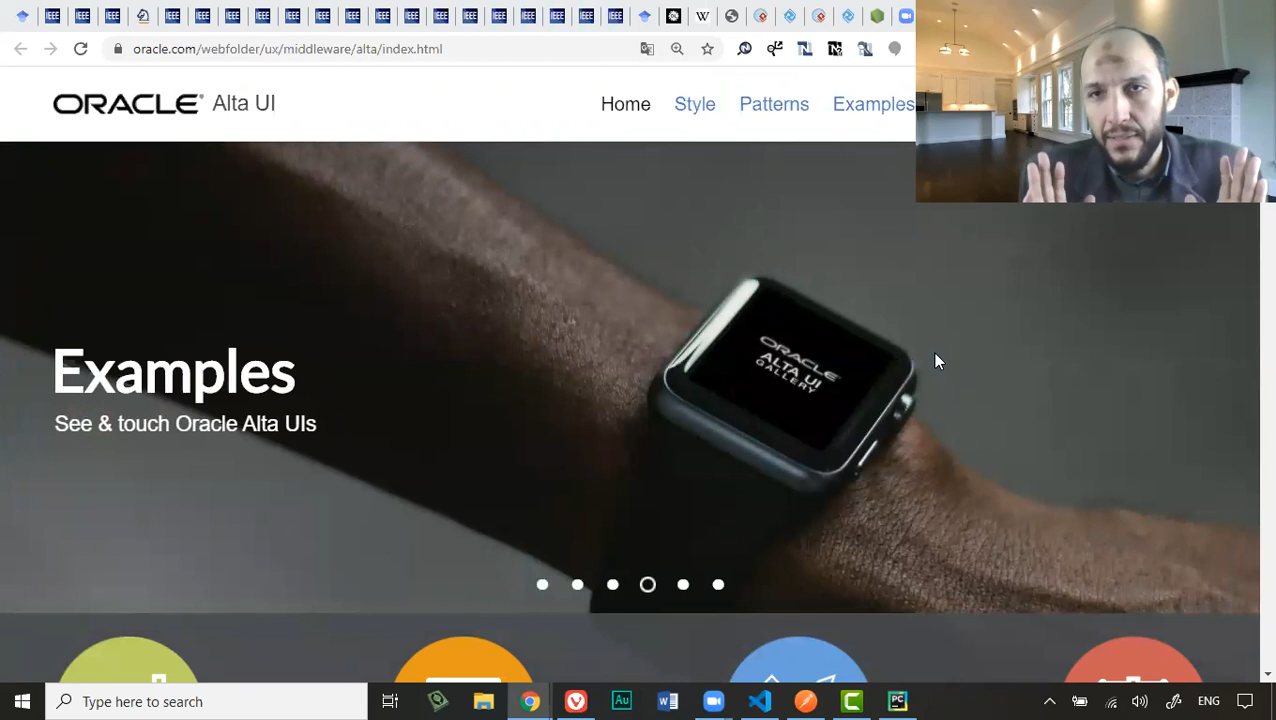 oracle.com/webfolder/ux/middleware/alta/index.html
ORACLE® Alta UI
Home Style Patterns Examples
ORACLE
ALTA UI
GALLERY
Examples
See & touch Oracle Alta UIs
Type here to search
ENG